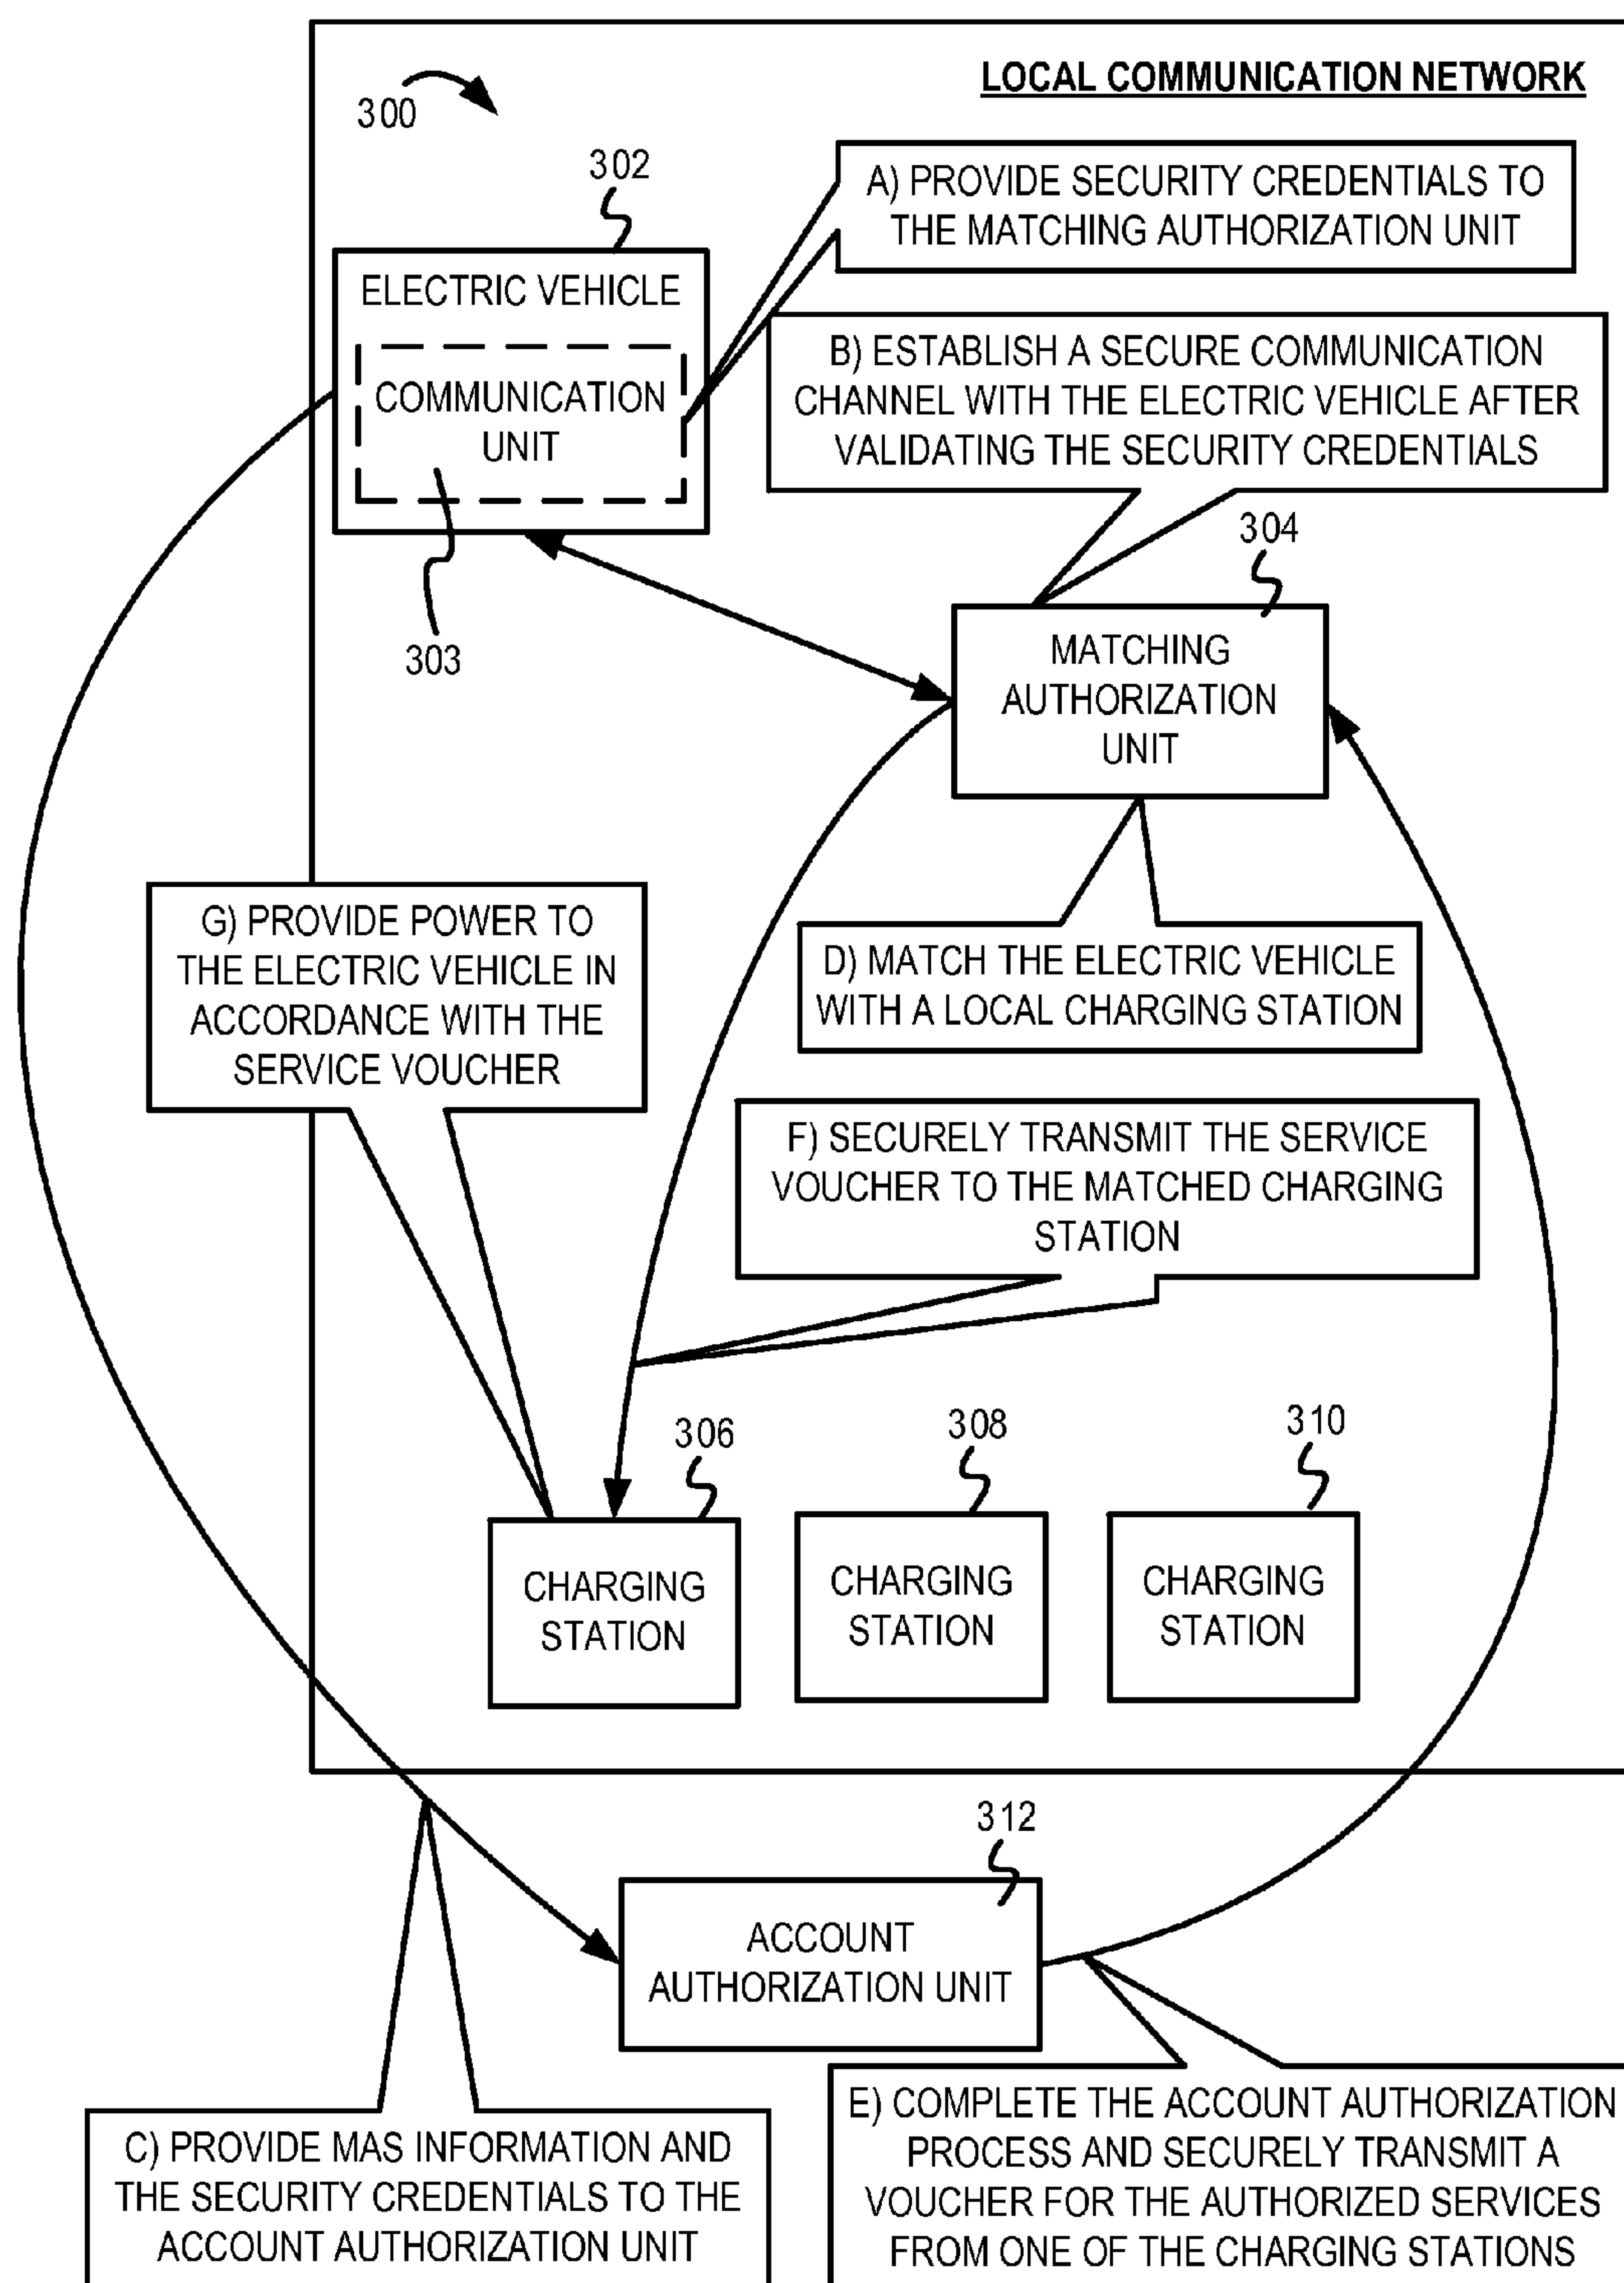 LOCAL COMMUNICATION NETWORK
300
302
A) PROVIDE SECURITY CREDENTIALS TO
THE MATCHING AUTHORIZATION UNIT
ELECTRIC VEHICLE
COMMUNICATION
UNIT
303
B) ESTABLISH A SECURE COMMUNICATION
CHANNEL WITH THE ELECTRIC VEHICLE AFTER
VALIDATING THE SECURITY CREDENTIALS
304
MATCHING
AUTHORIZATION
UNIT
G) PROVIDE POWER TO
THE ELECTRIC VEHICLE IN
ACCORDANCE WITH THE
SERVICE VOUCHER
D) MATCH THE ELECTRIC VEHICLE
WITH A LOCAL CHARGING STATION
F) SECURELY TRANSMIT THE SERVICE
VOUCHER TO THE MATCHED CHARGING
STATION
306
308
310
CHARGING
STATION
CHARGING
STATION
CHARGING
STATION
312
ACCOUNT
AUTHORIZATION UNIT
C) PROVIDE MAS INFORMATION AND
THE SECURITY CREDENTIALS TO THE
ACCOUNT AUTHORIZATION UNIT
E) COMPLETE THE ACCOUNT AUTHORIZATION
PROCESS AND SECURELY TRANSMIT A
VOUCHER FOR THE AUTHORIZED SERVICES
FROM ONE OF THE CHARGING STATIONS